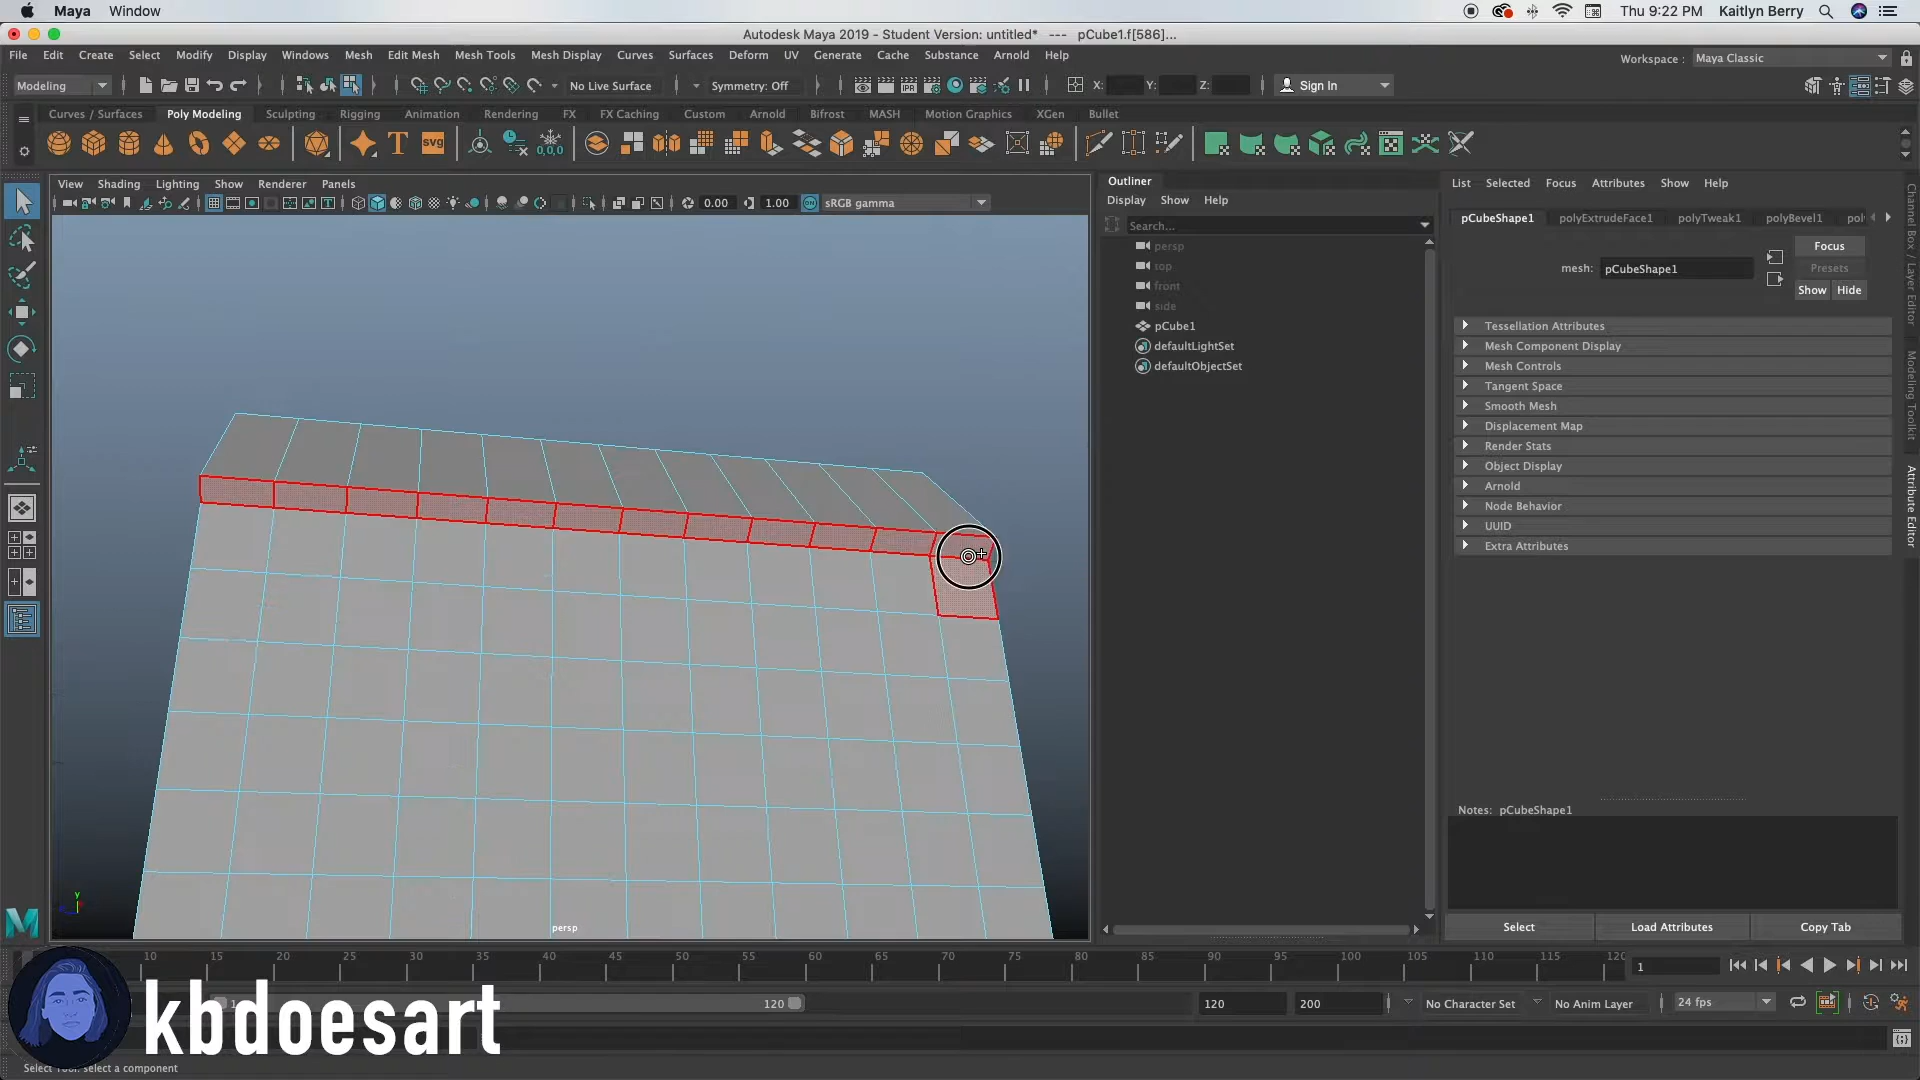 Maya Window Thu 9:22 PM Kaitlyn Berry
Autodesk Maya 2019 - Student Version: untitled* --- pCube1.f[586]...
File Edit Create Select Modify Display Windows Mesh Edit Mesh Mesh Tools Mesh Display Curves Surfaces Deform UV Generate Cache Substance Arnold Help
Workspace : Maya Classic
Modeling No Live Surface Symmetry: Off X: Y: Z: Sign In
Curves / Surfaces Poly Modeling Sculpting Rigging Animation Rendering FX FX Caching Custom Arnold Bifrost MASH Motion Graphics XGen Bullet
T SVG 0,0,0
View Shading Lighting Show Renderer Panels
0.00 1.00 sRGB gamma
persp
Outliner
Display Show Help
Search...
persp
top
front
side
pCube1
defaultLightSet
defaultObjectSet
List Selected Focus Attributes Show Help
pCubeShape1 polyExtrudeFace1 polyTweak1 polyBevel1 pol
Focus
mesh: pCubeShape1
Presets
Show Hide
Tessellation Attributes
Mesh Component Display
Mesh Controls
Tangent Space
Smooth Mesh
Displacement Map
Render Stats
Object Display
Arnold
Node Behavior
UUID
Extra Attributes
Notes: pCubeShape1
Select Load Attributes Copy Tab
Channel Box / Layer Editor
Modeling Toolkit
Attribute Editor
10 15 20 25 30 35 40 45 50 55 60 65 70 75 80 85 90 95 100 105 110 115 120
1
120 120 200 No Character Set No Anim Layer 24 fps
kbdoesart
Select Tool: select a component